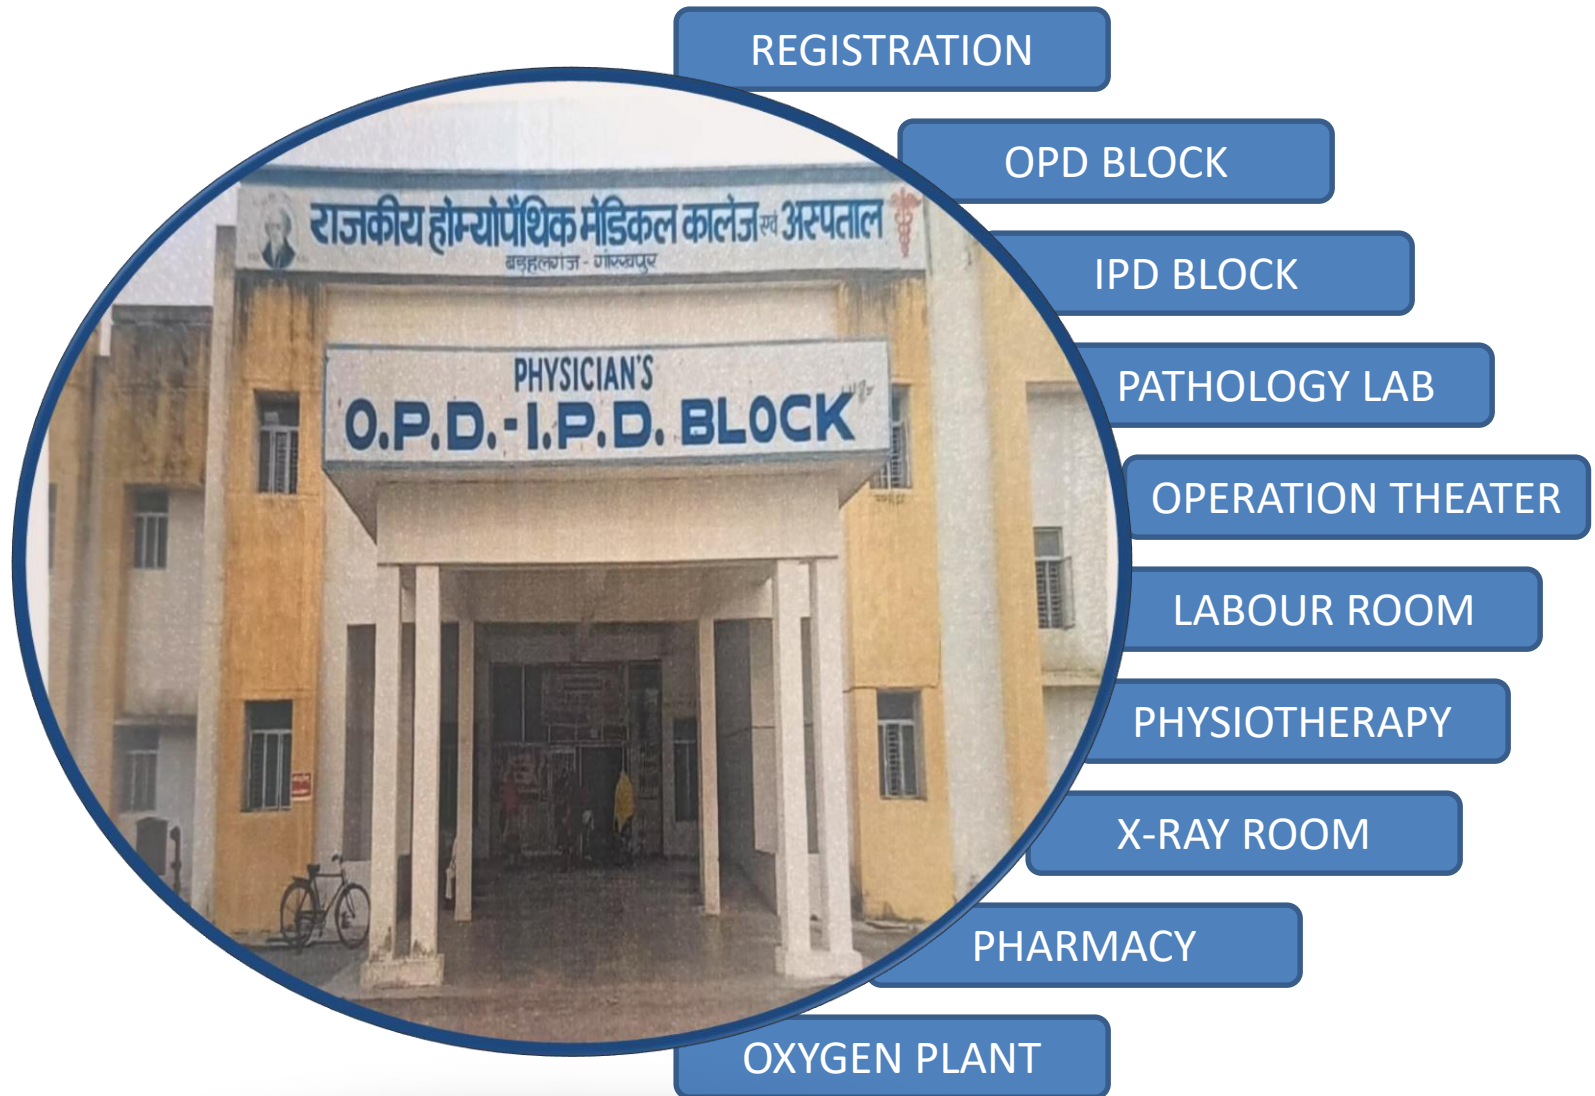 REGISTRATION
OPD BLOCK
IPD BLOCK
PATHOLOGY LAB
OPERATION THEATER
LABOUR ROOM
PHYSIOTHERAPY
X-RAY ROOM
PHARMACY
OXYGEN PLANT
राजकीय होम्योपैथिक मेडिकल कालेज एवं अस्पताल
बड़हलगंज - गोरखपुर
PHYSICIAN'S
O.P.D.-I.P.D. BLOCK